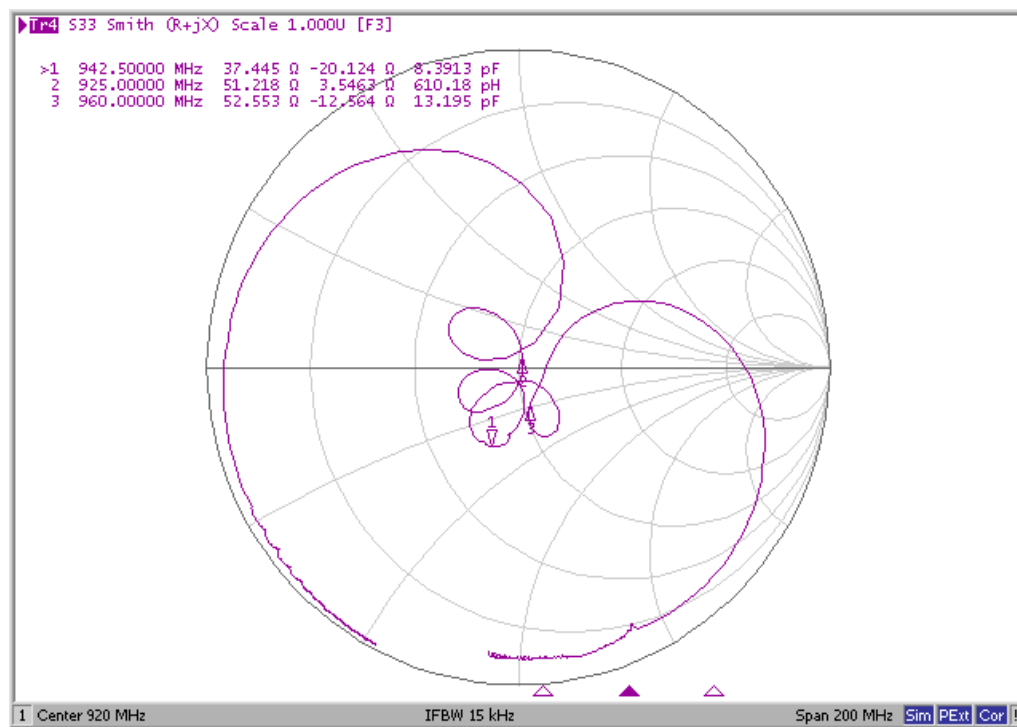 Tr4 S33 Smith (R+jX) Scale 1.000U [F3]
>1 942.50000 MHz 37.445 Ω -20.124 Ω 8.3913 pF
2 925.00000 MHz 51.218 Ω 3.5463 Ω 610.18 pH
3 960.00000 MHz 52.553 Ω -12.564 Ω 13.195 pF
1
2
3
1 Center 920 MHz IFBW 15 kHz Span 200 MHz Sim PExt Cor